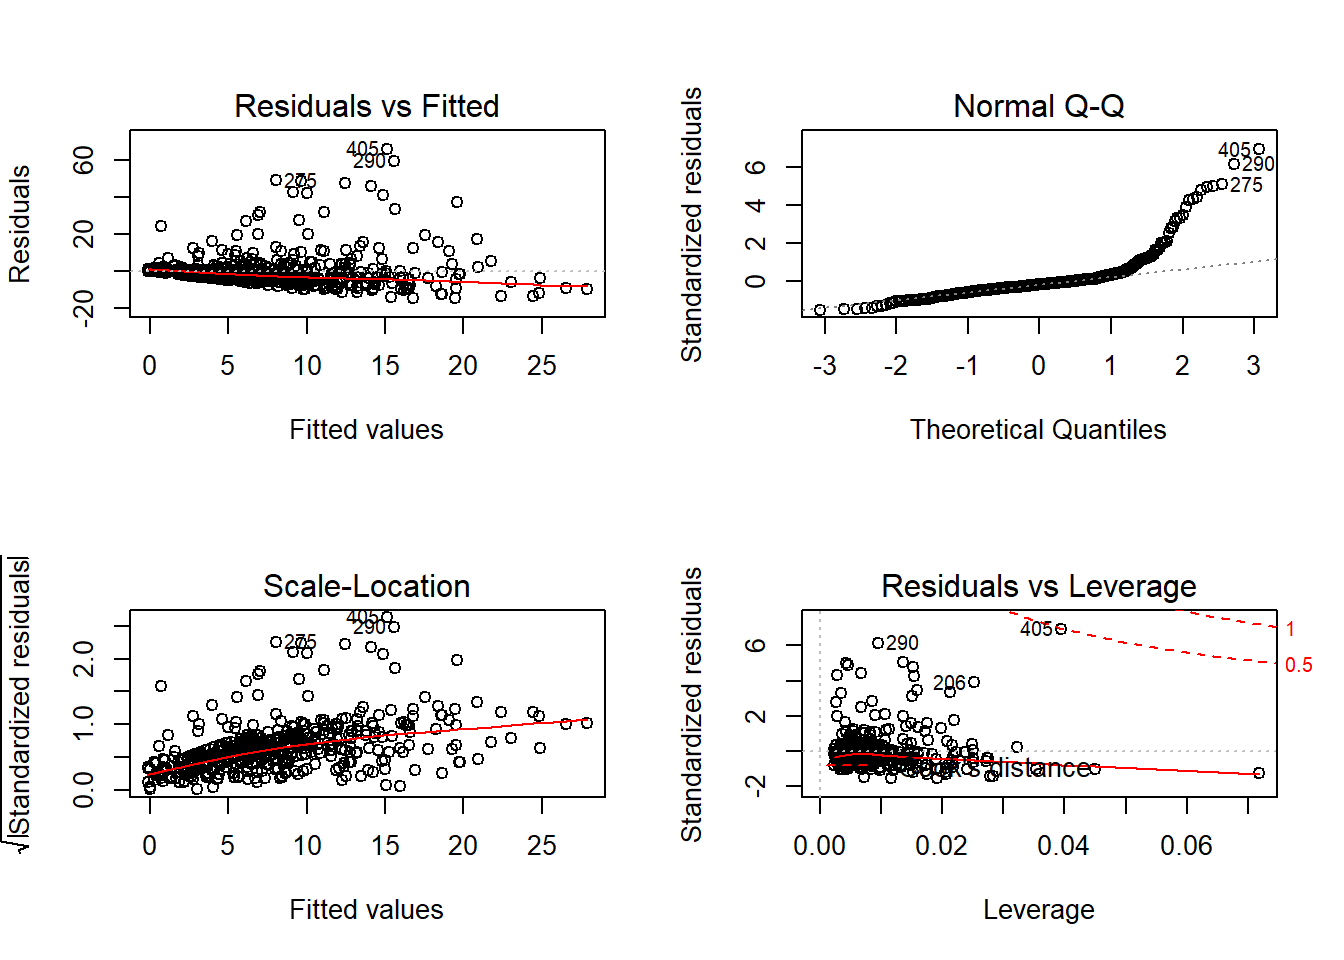 Residuals vs Fitted
Residuals
60
20
-20
405
290
275
0 5 10 15 20 25
Fitted values
Normal Q-Q
Standardized residuals
6
4
2
0
405
290
275
-3 -2 -1 0 1 2 3
Theoretical Quantiles
Scale-Location
√|Standardized residuals|
2.0
1.0
0.0
405
290
275
0 5 10 15 20 25
Fitted values
Residuals vs Leverage
Standardized residuals
6
2
-2
405
290
206
1
0.5
Cook's distance
0.00 0.02 0.04 0.06
Leverage